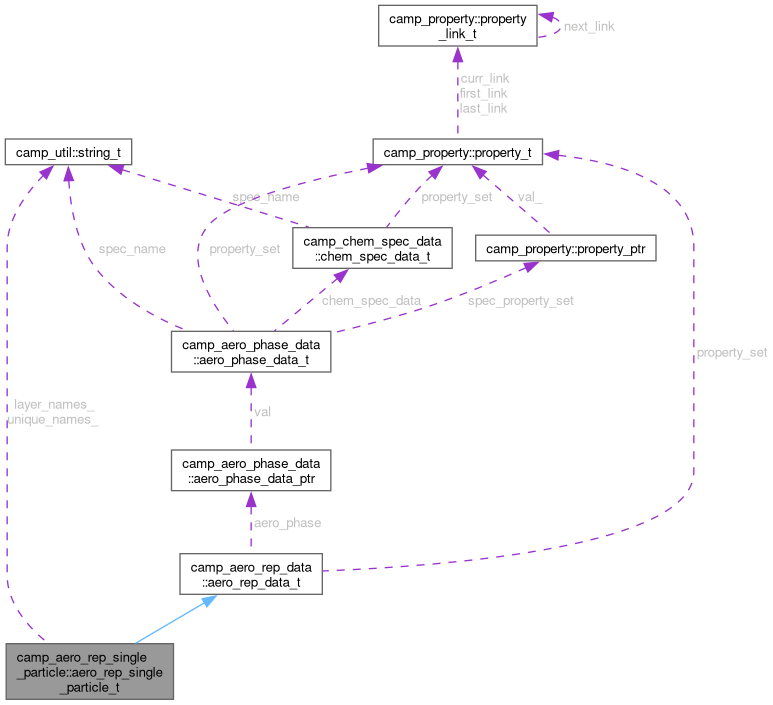 camp_property::property
_link_t
next_link
curr_link
first_link
last_link
camp_util::string_t
camp_property::property_t
spec_name
property_set
val_
camp_chem_spec_data
::chem_spec_data_t
camp_property::property_ptr
spec_name
property_set
chem_spec_data
spec_property_set
camp_aero_phase_data
::aero_phase_data_t
property_set
layer_names_
unique_names_
val
camp_aero_phase_data
::aero_phase_data_ptr
aero_phase
camp_aero_rep_data
::aero_rep_data_t
camp_aero_rep_single
_particle::aero_rep_single
_particle_t